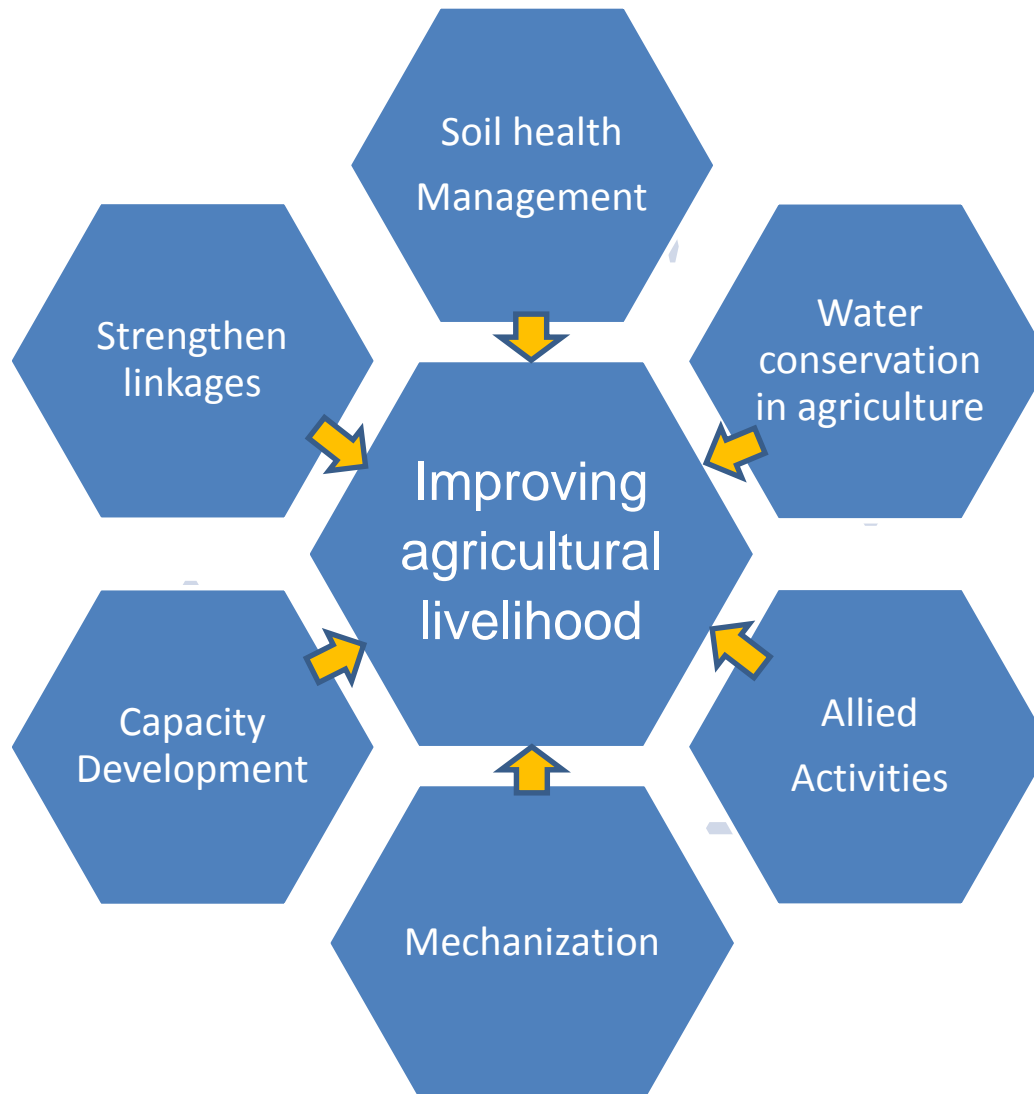 Soil health
Management
Strengthen
linkages
Water
conservation
in agriculture
Improving
agricultural
livelihood
Capacity
Development
Allied
Activities
Mechanization